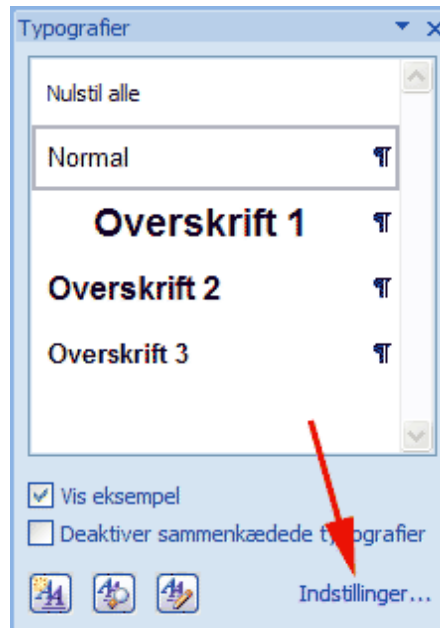 Typografier
Nulstil alle
Normal ¶
Overskrift 1 ¶
Overskrift 2 ¶
Overskrift 3 ¶
Vis eksempel
Deaktiver sammenkædede typografier
Indstillinger...